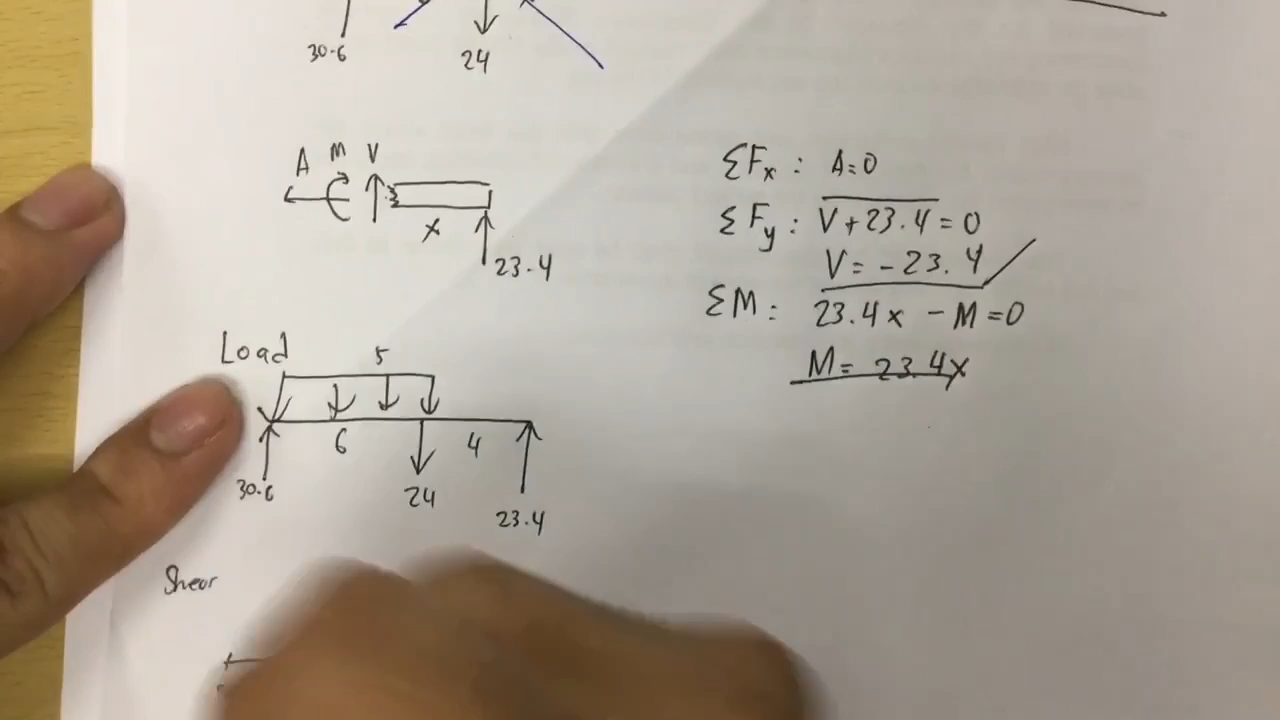 30.6
24
A M V
x
23.4
ΣFx : A=0
ΣFy : V+23.4=0
V=-23.4
ΣM: 23.4x -M=0
M= 23.4x
Load 5
6 4
30.6
24
23.4
Shear